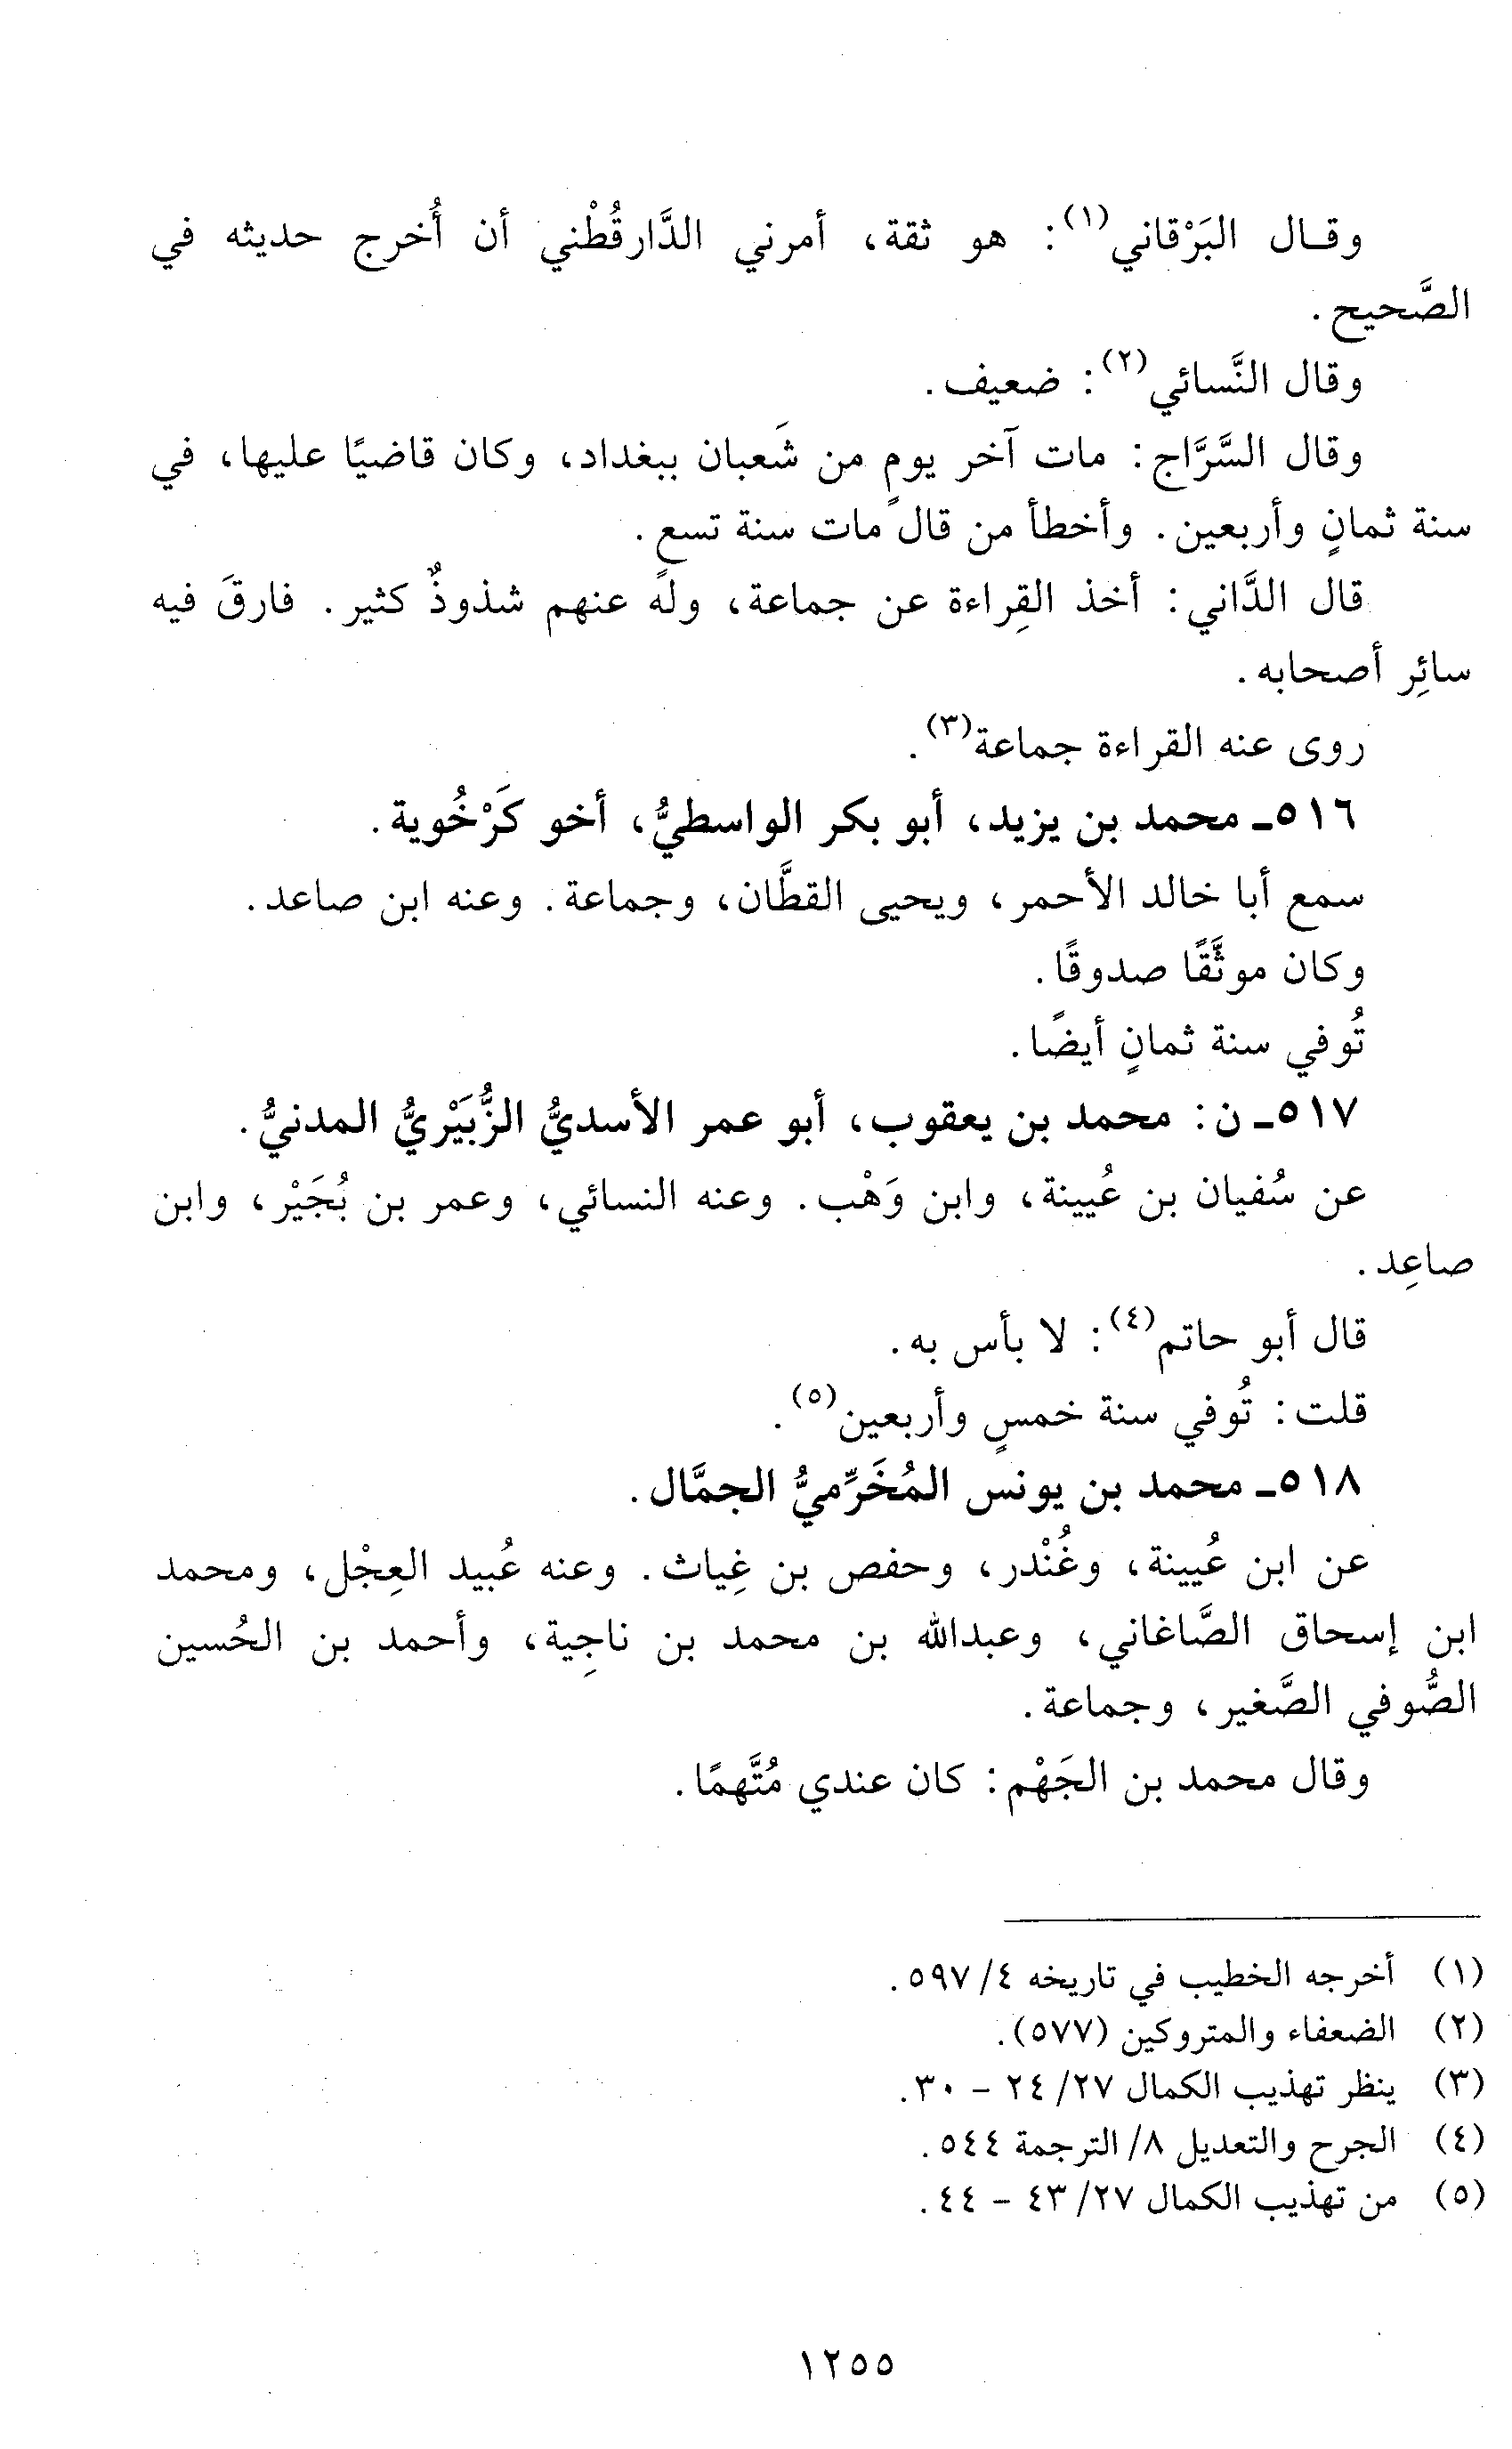 وقال البَرْقاني(١): هو ثقة، أمرني الدَّارقُطْني أن أُخرج حديثه في
الصَّحيح.
وقال النَّسائي(٢): ضعيف.
وقال السَّرَّاج: مات آخر يومٍ من شَعبان ببغداد، وكان قاضيًا عليها، في
سنة ثمانٍ وأربعين. وأخطأ من قال مات سنة تسعٍ.
قال الدَّاني: أخذ القِراءة عن جماعة، وله عنهم شذوذٌ كثير. فارقَ فيه
سائِر أصحابه.
روى عنه القراءة جماعة(٣).
٥١٦ـ محمد بن يزيد، أبو بكر الواسطيُّ، أخو كَرْخُوية.
سمع أبا خالد الأحمر، ويحيى القطَّان، وجماعة. وعنه ابن صاعد.
وكان موثَّقًا صدوقًا.
تُوفي سنة ثمانٍ أيضًا.
٥١٧ـ ن: محمد بن يعقوب، أبو عمر الأسديُّ الزُّبَيْريُّ المدنيُّ.
عن سُفيان بن عُيينة، وابن وَهْب. وعنه النسائي، وعمر بن بُجَيْر، وابن
صاعِد.
قال أبو حاتم(٤): لا بأس به.
قلت: تُوفي سنة خمسٍ وأربعين(٥).
٥١٨ـ محمد بن يونس المُخَرِّميُّ الجمَّال.
عن ابن عُيينة، وغُنْدر، وحفص بن غِياث. وعنه عُبيد العِجْل، ومحمد
ابن إسحاق الصَّاغاني، وعبدالله بن محمد بن ناجِية، وأحمد بن الحُسين
الصُّوفي الصَّغير، وجماعة.
وقال محمد بن الجَهْم: كان عندي مُتَّهمًا.
(١) أخرجه الخطيب في تاريخه ٤/ ٥٩٧.
(٢) الضعفاء والمتروكين (٥٧٧).
(٣) ينظر تهذيب الكمال ٢٧/ ٢٤ - ٣٠.
(٤) الجرح والتعديل ٨/ الترجمة ٥٤٤.
(٥) من تهذيب الكمال ٢٧/ ٤٣ - ٤٤.
١٢٥٥